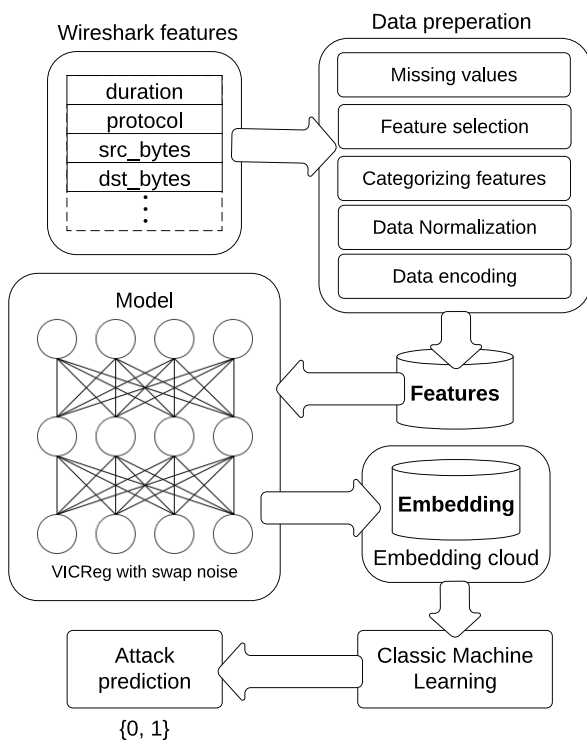 Wireshark features
duration
protocol
src_bytes
dst_bytes
Data preperation
Missing values
Feature selection
Categorizing features
Data Normalization
Data encoding
Features
Model
VICReg with swap noise
Embedding
Embedding cloud
Classic Machine
Learning
Attack
prediction
{0, 1}